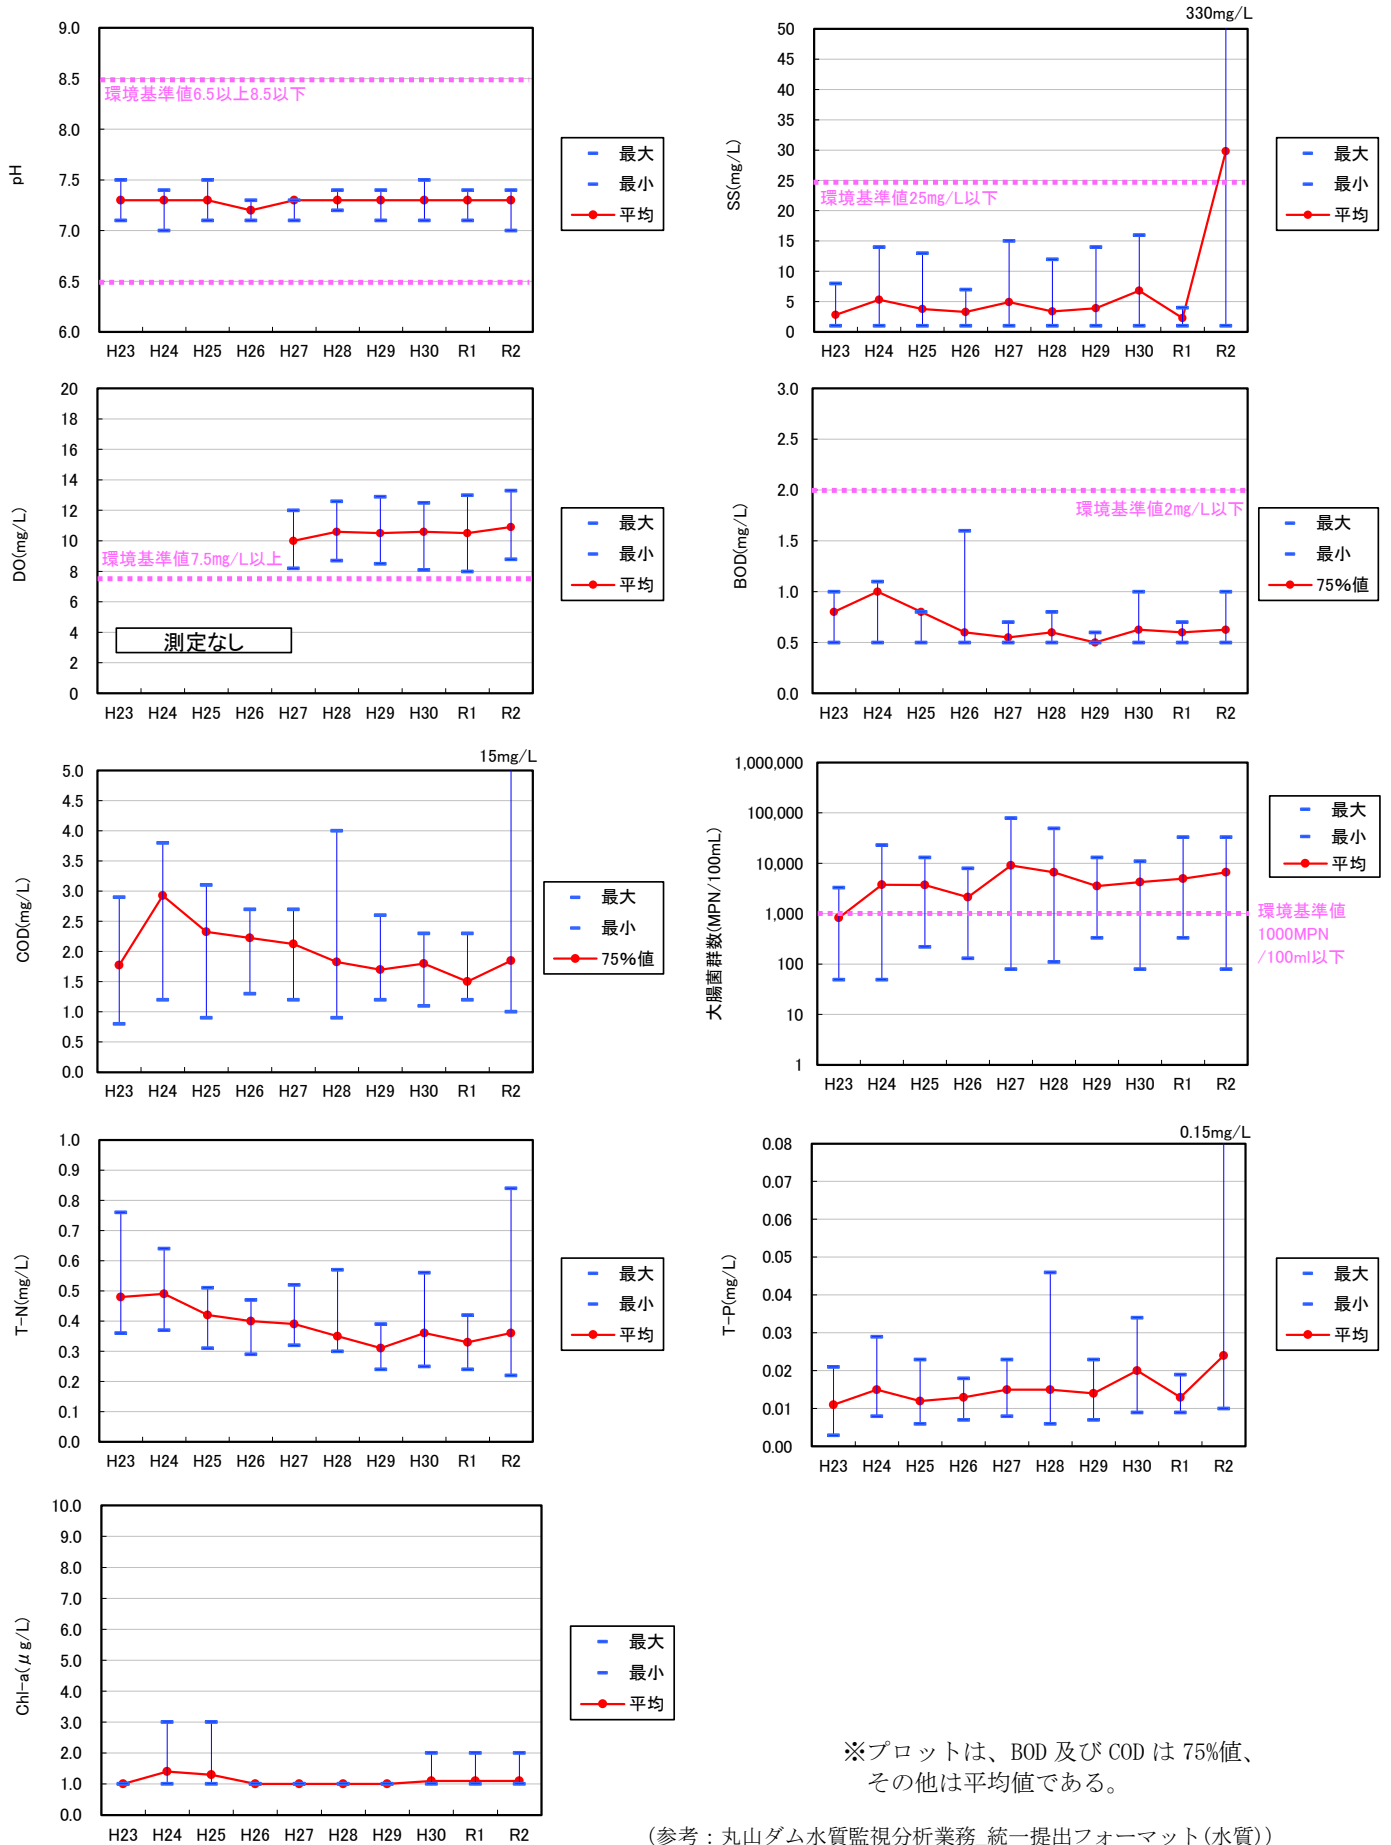 9.0
8.5
8.0
7.5
7.0
6.5
6.0
pH
環境基準値6.5以上8.5以下
H23 H24 H25 H26 H27 H28 H29 H30 R1 R2
最大
最小
平均
330mg/L
50
45
40
35
30
25
20
15
10
5
0
SS(mg/L)
環境基準値25mg/L以下
H23 H24 H25 H26 H27 H28 H29 H30 R1 R2
最大
最小
平均
20
18
16
14
12
10
8
6
4
2
0
DO(mg/L)
環境基準値7.5mg/L以上
測定なし
H23 H24 H25 H26 H27 H28 H29 H30 R1 R2
最大
最小
平均
3.0
2.5
2.0
1.5
1.0
0.5
0.0
BOD(mg/L)
環境基準値2mg/L以下
H23 H24 H25 H26 H27 H28 H29 H30 R1 R2
最大
最小
75%値
15mg/L
5.0
4.5
4.0
3.5
3.0
2.5
2.0
1.5
1.0
0.5
0.0
COD(mg/L)
H23 H24 H25 H26 H27 H28 H29 H30 R1 R2
最大
最小
75%値
1,000,000
100,000
10,000
1,000
100
10
1
大腸菌群数(MPN/100mL)
H23 H24 H25 H26 H27 H28 H29 H30 R1 R2
最大
最小
平均
環境基準値
1000MPN
/100ml以下
1.0
0.9
0.8
0.7
0.6
0.5
0.4
0.3
0.2
0.1
0.0
T-N(mg/L)
H23 H24 H25 H26 H27 H28 H29 H30 R1 R2
最大
最小
平均
0.15mg/L
0.08
0.07
0.06
0.05
0.04
0.03
0.02
0.01
0.00
T-P(mg/L)
H23 H24 H25 H26 H27 H28 H29 H30 R1 R2
最大
最小
平均
10.0
9.0
8.0
7.0
6.0
5.0
4.0
3.0
2.0
1.0
0.0
Chl-a(μg/L)
H23 H24 H25 H26 H27 H28 H29 H30 R1 R2
最大
最小
平均
※プロットは、BOD 及び COD は 75%値、
その他は平均値である。
(参考：丸山ダム水質監視分析業務 統一提出フォーマット(水質))